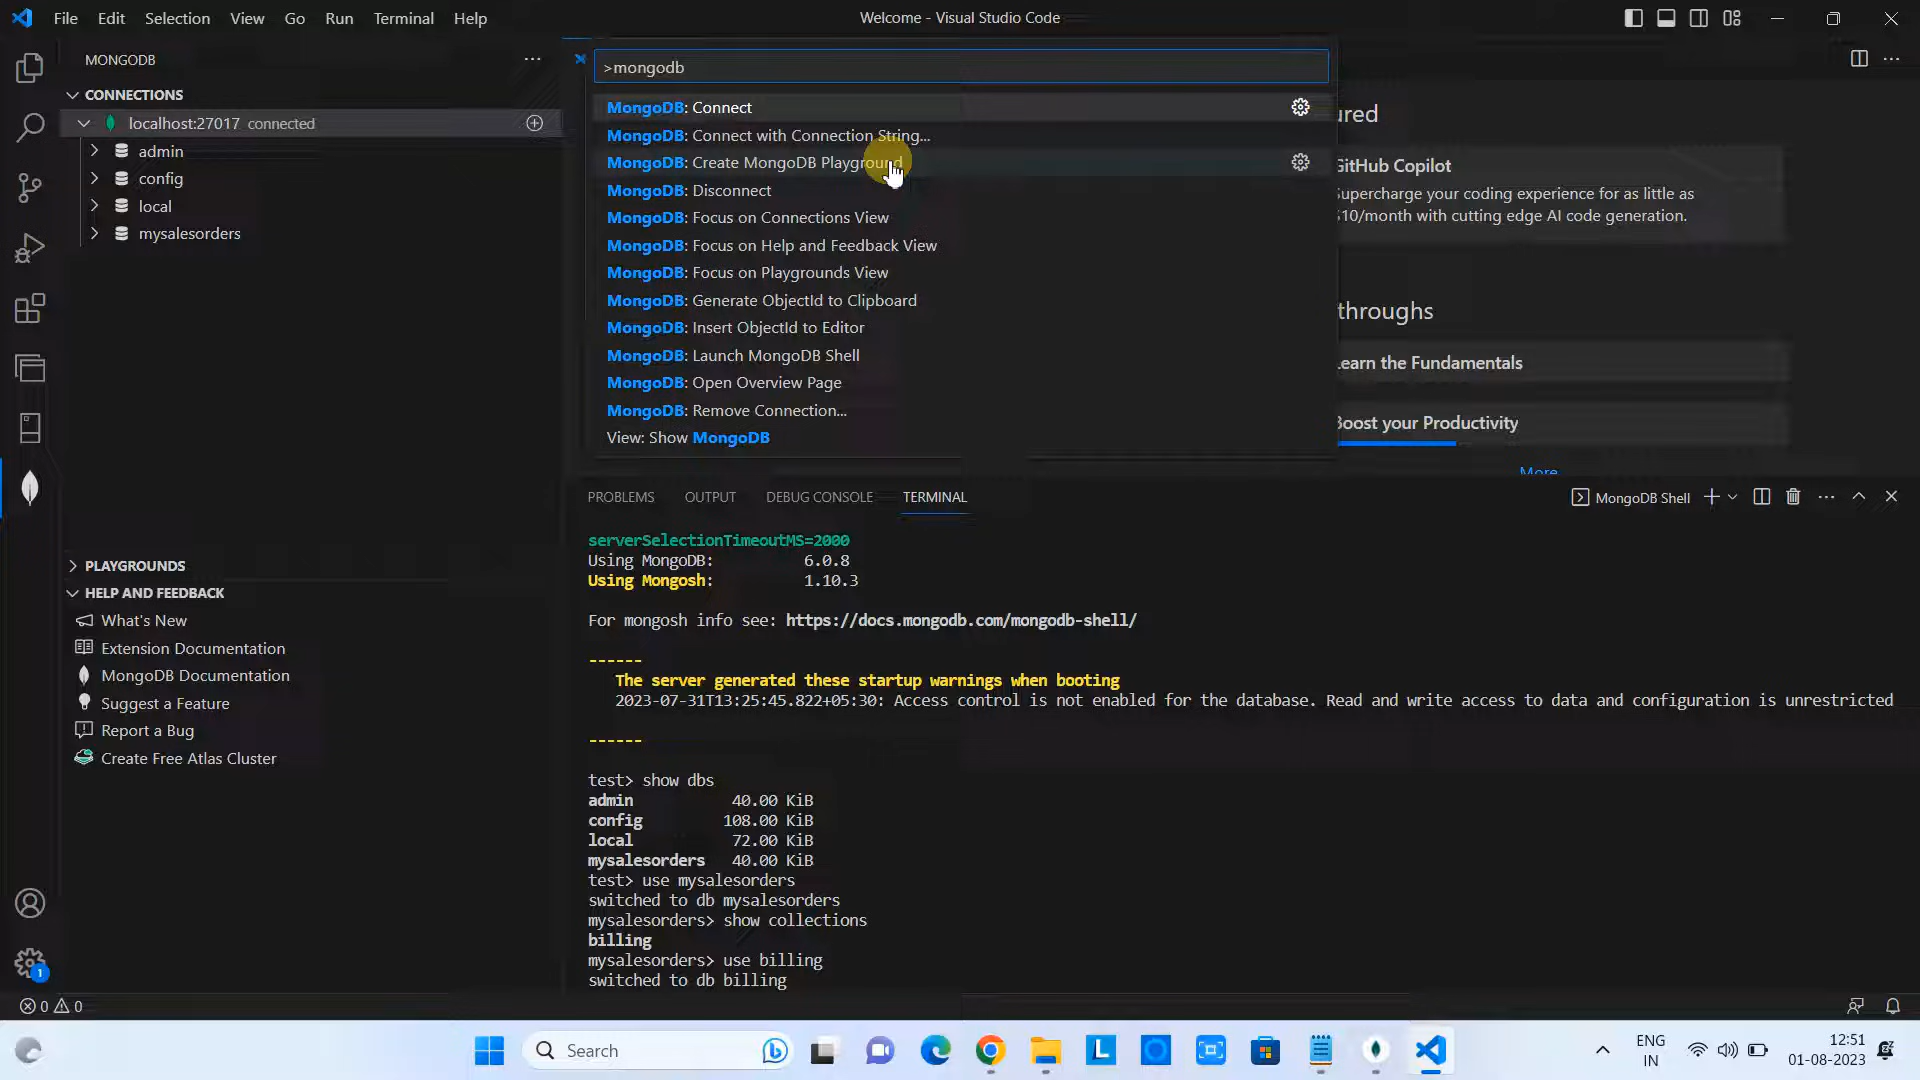 File Edit Selection View Go Run Terminal Help
Welcome - Visual Studio Code
MONGODB
CONNECTIONS
localhost:27017 connected
admin
config
local
mysalesorders
PLAYGROUNDS
HELP AND FEEDBACK
What's New
Extension Documentation
MongoDB Documentation
Suggest a Feature
Report a Bug
Create Free Atlas Cluster
>mongodb
MongoDB: Connect
MongoDB: Connect with Connection String...
MongoDB: Create MongoDB Playground
MongoDB: Disconnect
MongoDB: Focus on Connections View
MongoDB: Focus on Help and Feedback View
MongoDB: Focus on Playgrounds View
MongoDB: Generate ObjectId to Clipboard
MongoDB: Insert ObjectId to Editor
MongoDB: Launch MongoDB Shell
MongoDB: Open Overview Page
MongoDB: Remove Connection...
View: Show MongoDB
ured
GitHub Copilot
Supercharge your coding experience for as little as
$10/month with cutting edge AI code generation.
throughs
Learn the Fundamentals
Boost your Productivity
More
PROBLEMS OUTPUT DEBUG CONSOLE TERMINAL
MongoDB Shell
serverSelectionTimeoutMS=2000
Using MongoDB: 6.0.8
Using Mongosh: 1.10.3
For mongosh info see: https://docs.mongodb.com/mongodb-shell/
------
The server generated these startup warnings when booting
2023-07-31T13:25:45.822+05:30: Access control is not enabled for the database. Read and write access to data and configuration is unrestricted
------
test> show dbs
admin 40.00 KiB
config 108.00 KiB
local 72.00 KiB
mysalesorders 40.00 KiB
test> use mysalesorders
switched to db mysalesorders
mysalesorders> show collections
billing
mysalesorders> use billing
switched to db billing
1
0 0
Search
L
ENG
IN
12:51
01-08-2023